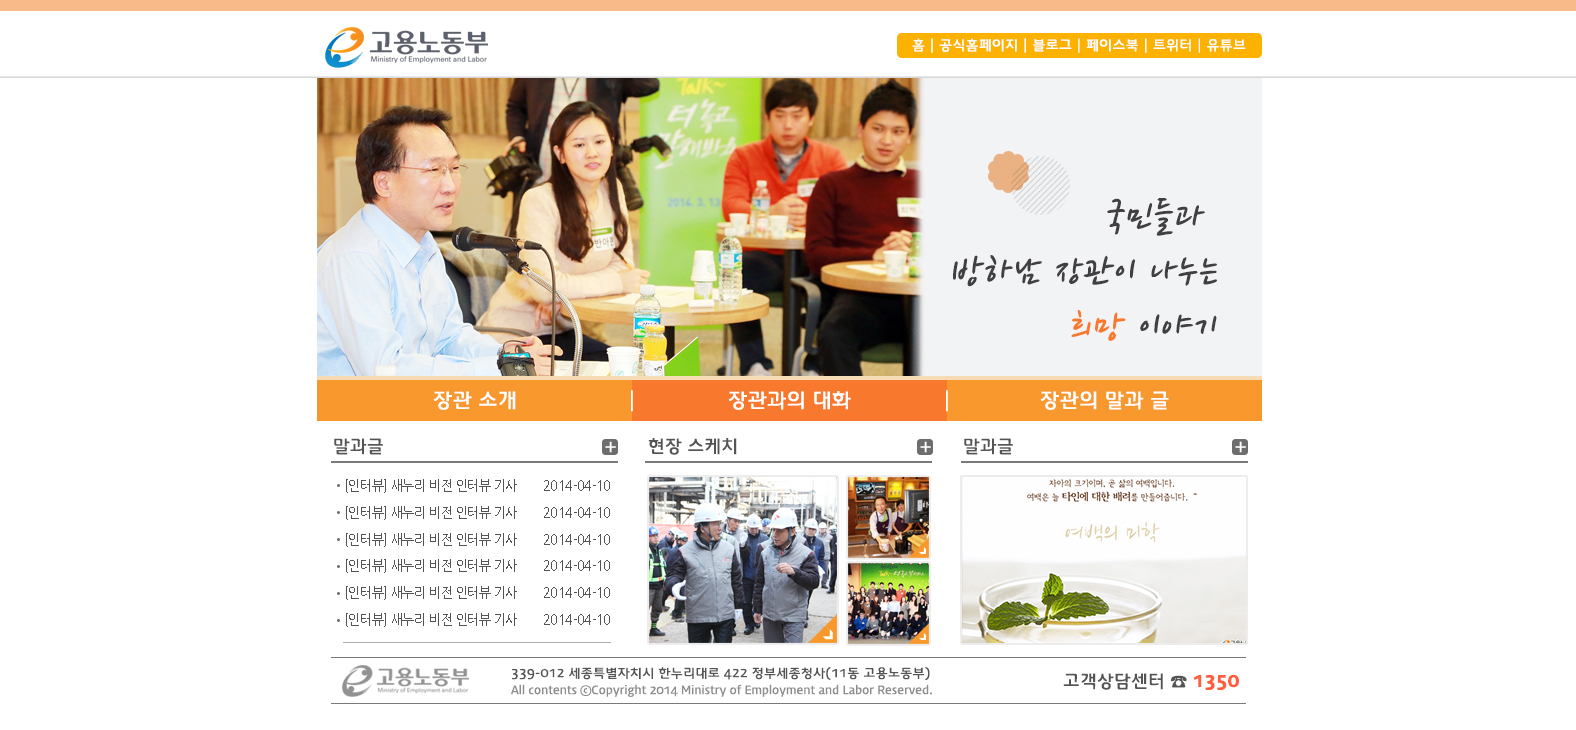 고용노동부
Ministry of Employment and Labor
홈 | 공식홈페이지 | 블로그 | 페이스북 | 트위터 | 유튜브
Talk~
터놓고
말해봐요
2014. 3. 13
국민들과
방하남 장관이 나누는
희망 이야기
장관 소개
장관과의 대화
장관의 말과 글
말과글
• [인터뷰] 새누리 비전 인터뷰 기사 2014-04-10
• [인터뷰] 새누리 비전 인터뷰 기사 2014-04-10
• [인터뷰] 새누리 비전 인터뷰 기사 2014-04-10
• [인터뷰] 새누리 비전 인터뷰 기사 2014-04-10
• [인터뷰] 새누리 비전 인터뷰 기사 2014-04-10
• [인터뷰] 새누리 비전 인터뷰 기사 2014-04-10
현장 스케치
말과글
자아의 크기이며, 곧 삶의 여백입니다.
여백은 늘 타인에 대한 배려를 만들어줍니다. "
여백의 미학
고용노동부
Ministry of Employment and Labor
339-012 세종특별자치시 한누리대로 422 정부세종청사(11동 고용노동부)
All contents ⓒCopyright 2014 Ministry of Employment and Labor Reserved.
고객상담센터 ☎ 1350